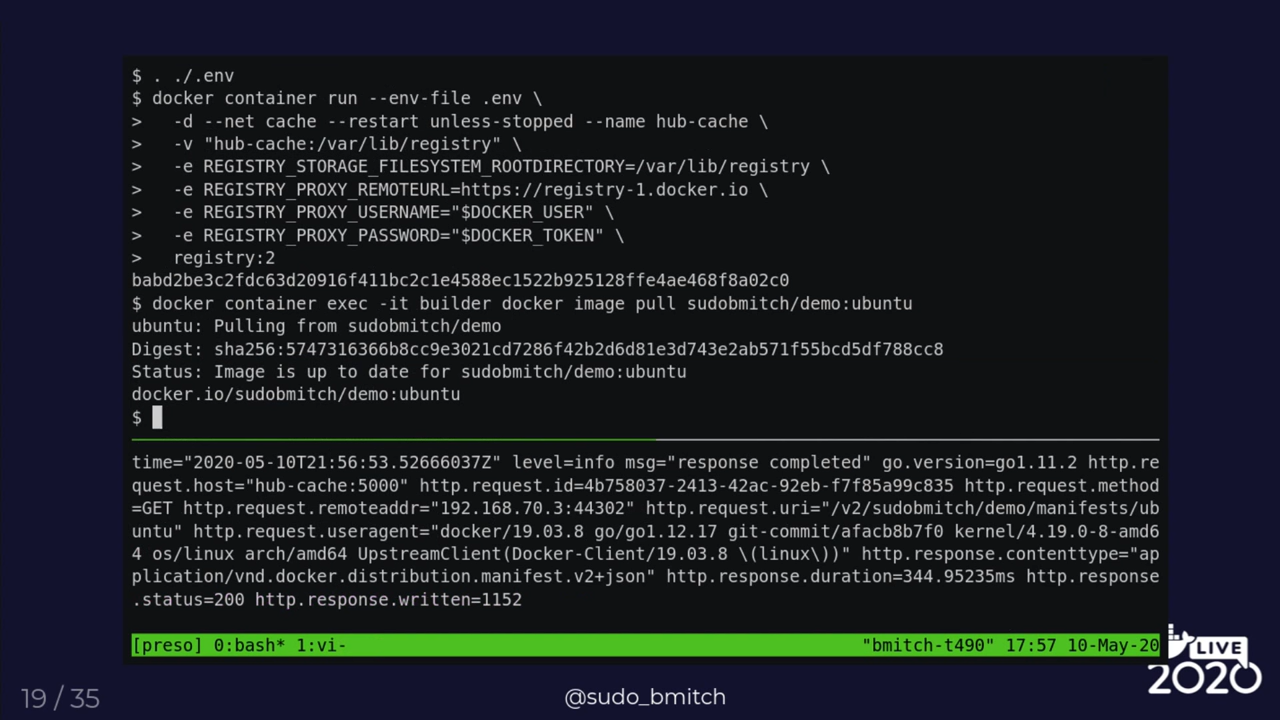 $ . ./.env
$ docker container run --env-file .env \
>   -d --net cache --restart unless-stopped --name hub-cache \
>   -v "hub-cache:/var/lib/registry" \
>   -e REGISTRY_STORAGE_FILESYSTEM_ROOTDIRECTORY=/var/lib/registry \
>   -e REGISTRY_PROXY_REMOTEURL=https://registry-1.docker.io \
>   -e REGISTRY_PROXY_USERNAME="$DOCKER_USER" \
>   -e REGISTRY_PROXY_PASSWORD="$DOCKER_TOKEN" \
>   registry:2
babd2be3c2fdc63d20916f411bc2c1e4588ec1522b925128ffe4ae468f8a02c0
$ docker container exec -it builder docker image pull sudobmitch/demo:ubuntu
ubuntu: Pulling from sudobmitch/demo
Digest: sha256:5747316366b8cc9e3021cd7286f42b2d6d81e3d743e2ab571f55bcd5df788cc8
Status: Image is up to date for sudobmitch/demo:ubuntu
docker.io/sudobmitch/demo:ubuntu
$
time="2020-05-10T21:56:53.52666037Z" level=info msg="response completed" go.version=go1.11.2 http.re
quest.host="hub-cache:5000" http.request.id=4b758037-2413-42ac-92eb-f7f85a99c835 http.request.method
=GET http.request.remoteaddr="192.168.70.3:44302" http.request.uri="/v2/sudobmitch/demo/manifests/ub
untu" http.request.useragent="docker/19.03.8 go/go1.12.17 git-commit/afacb8b7f0 kernel/4.19.0-8-amd6
4 os/linux arch/amd64 UpstreamClient(Docker-Client/19.03.8 \(linux\))" http.response.contenttype="ap
plication/vnd.docker.distribution.manifest.v2+json" http.response.duration=344.95235ms http.response
.status=200 http.response.written=1152
[preso] 0:bash* 1:vi- "bmitch-t490" 17:57 10-May-20
LIVE
2020
19 / 35
@sudo_bmitch